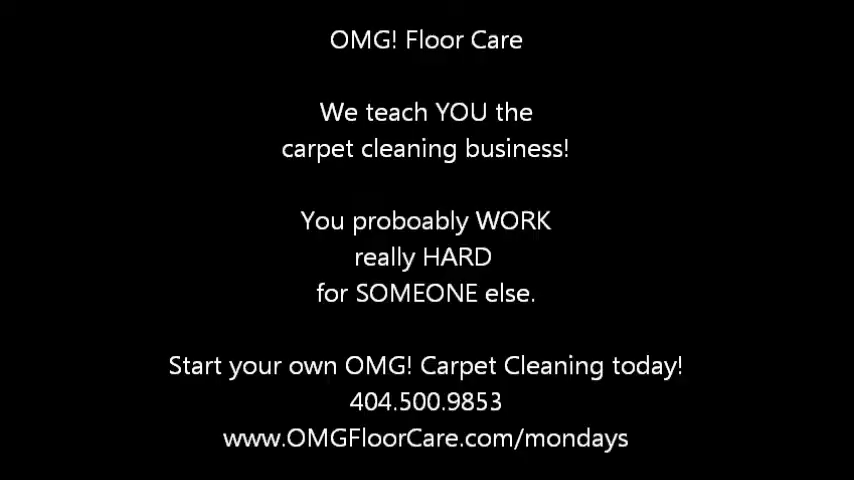 OMG! Floor Care
We teach YOU the
carpet cleaning business!
You proboably WORK
really HARD
for SOMEONE else.
Start your own OMG! Carpet Cleaning today!
404.500.9853
www.OMGFloorCare.com/mondays